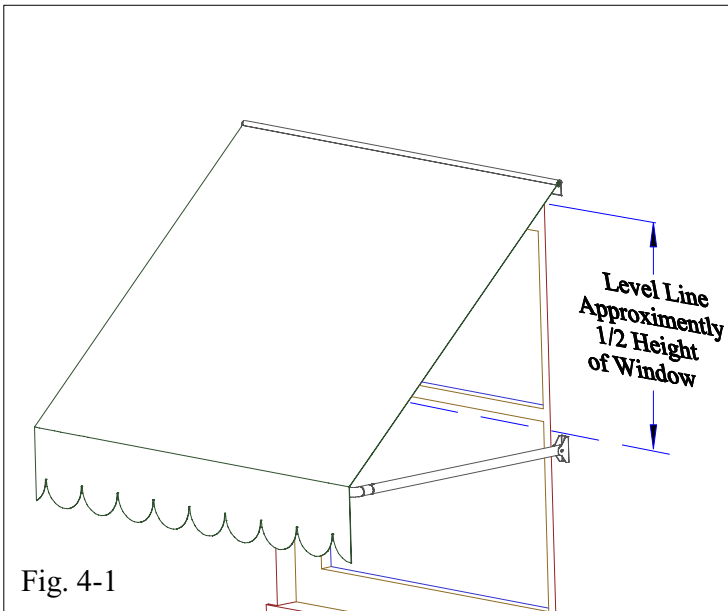 Level Line
Approximently
1/2 Height
of Window
Fig. 4-1